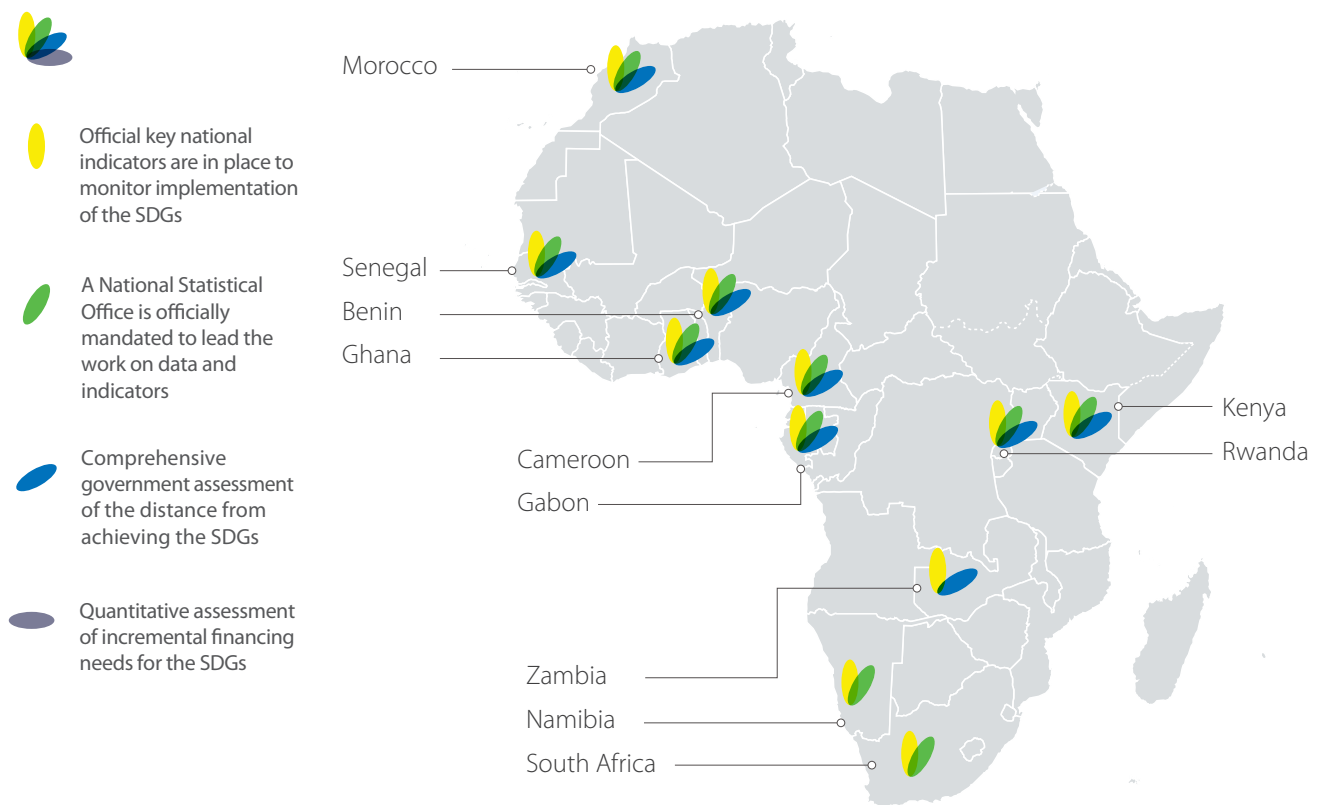 Official key national
indicators are in place to
monitor implementation
of the SDGs
A National Statistical
Office is officially
mandated to lead the
work on data and
indicators
Comprehensive
government assessment
of the distance from
achieving the SDGs
Quantitative assessment
of incremental financing
needs for the SDGs
Morocco
Senegal
Benin
Ghana
Cameroon
Gabon
Kenya
Rwanda
Zambia
Namibia
South Africa